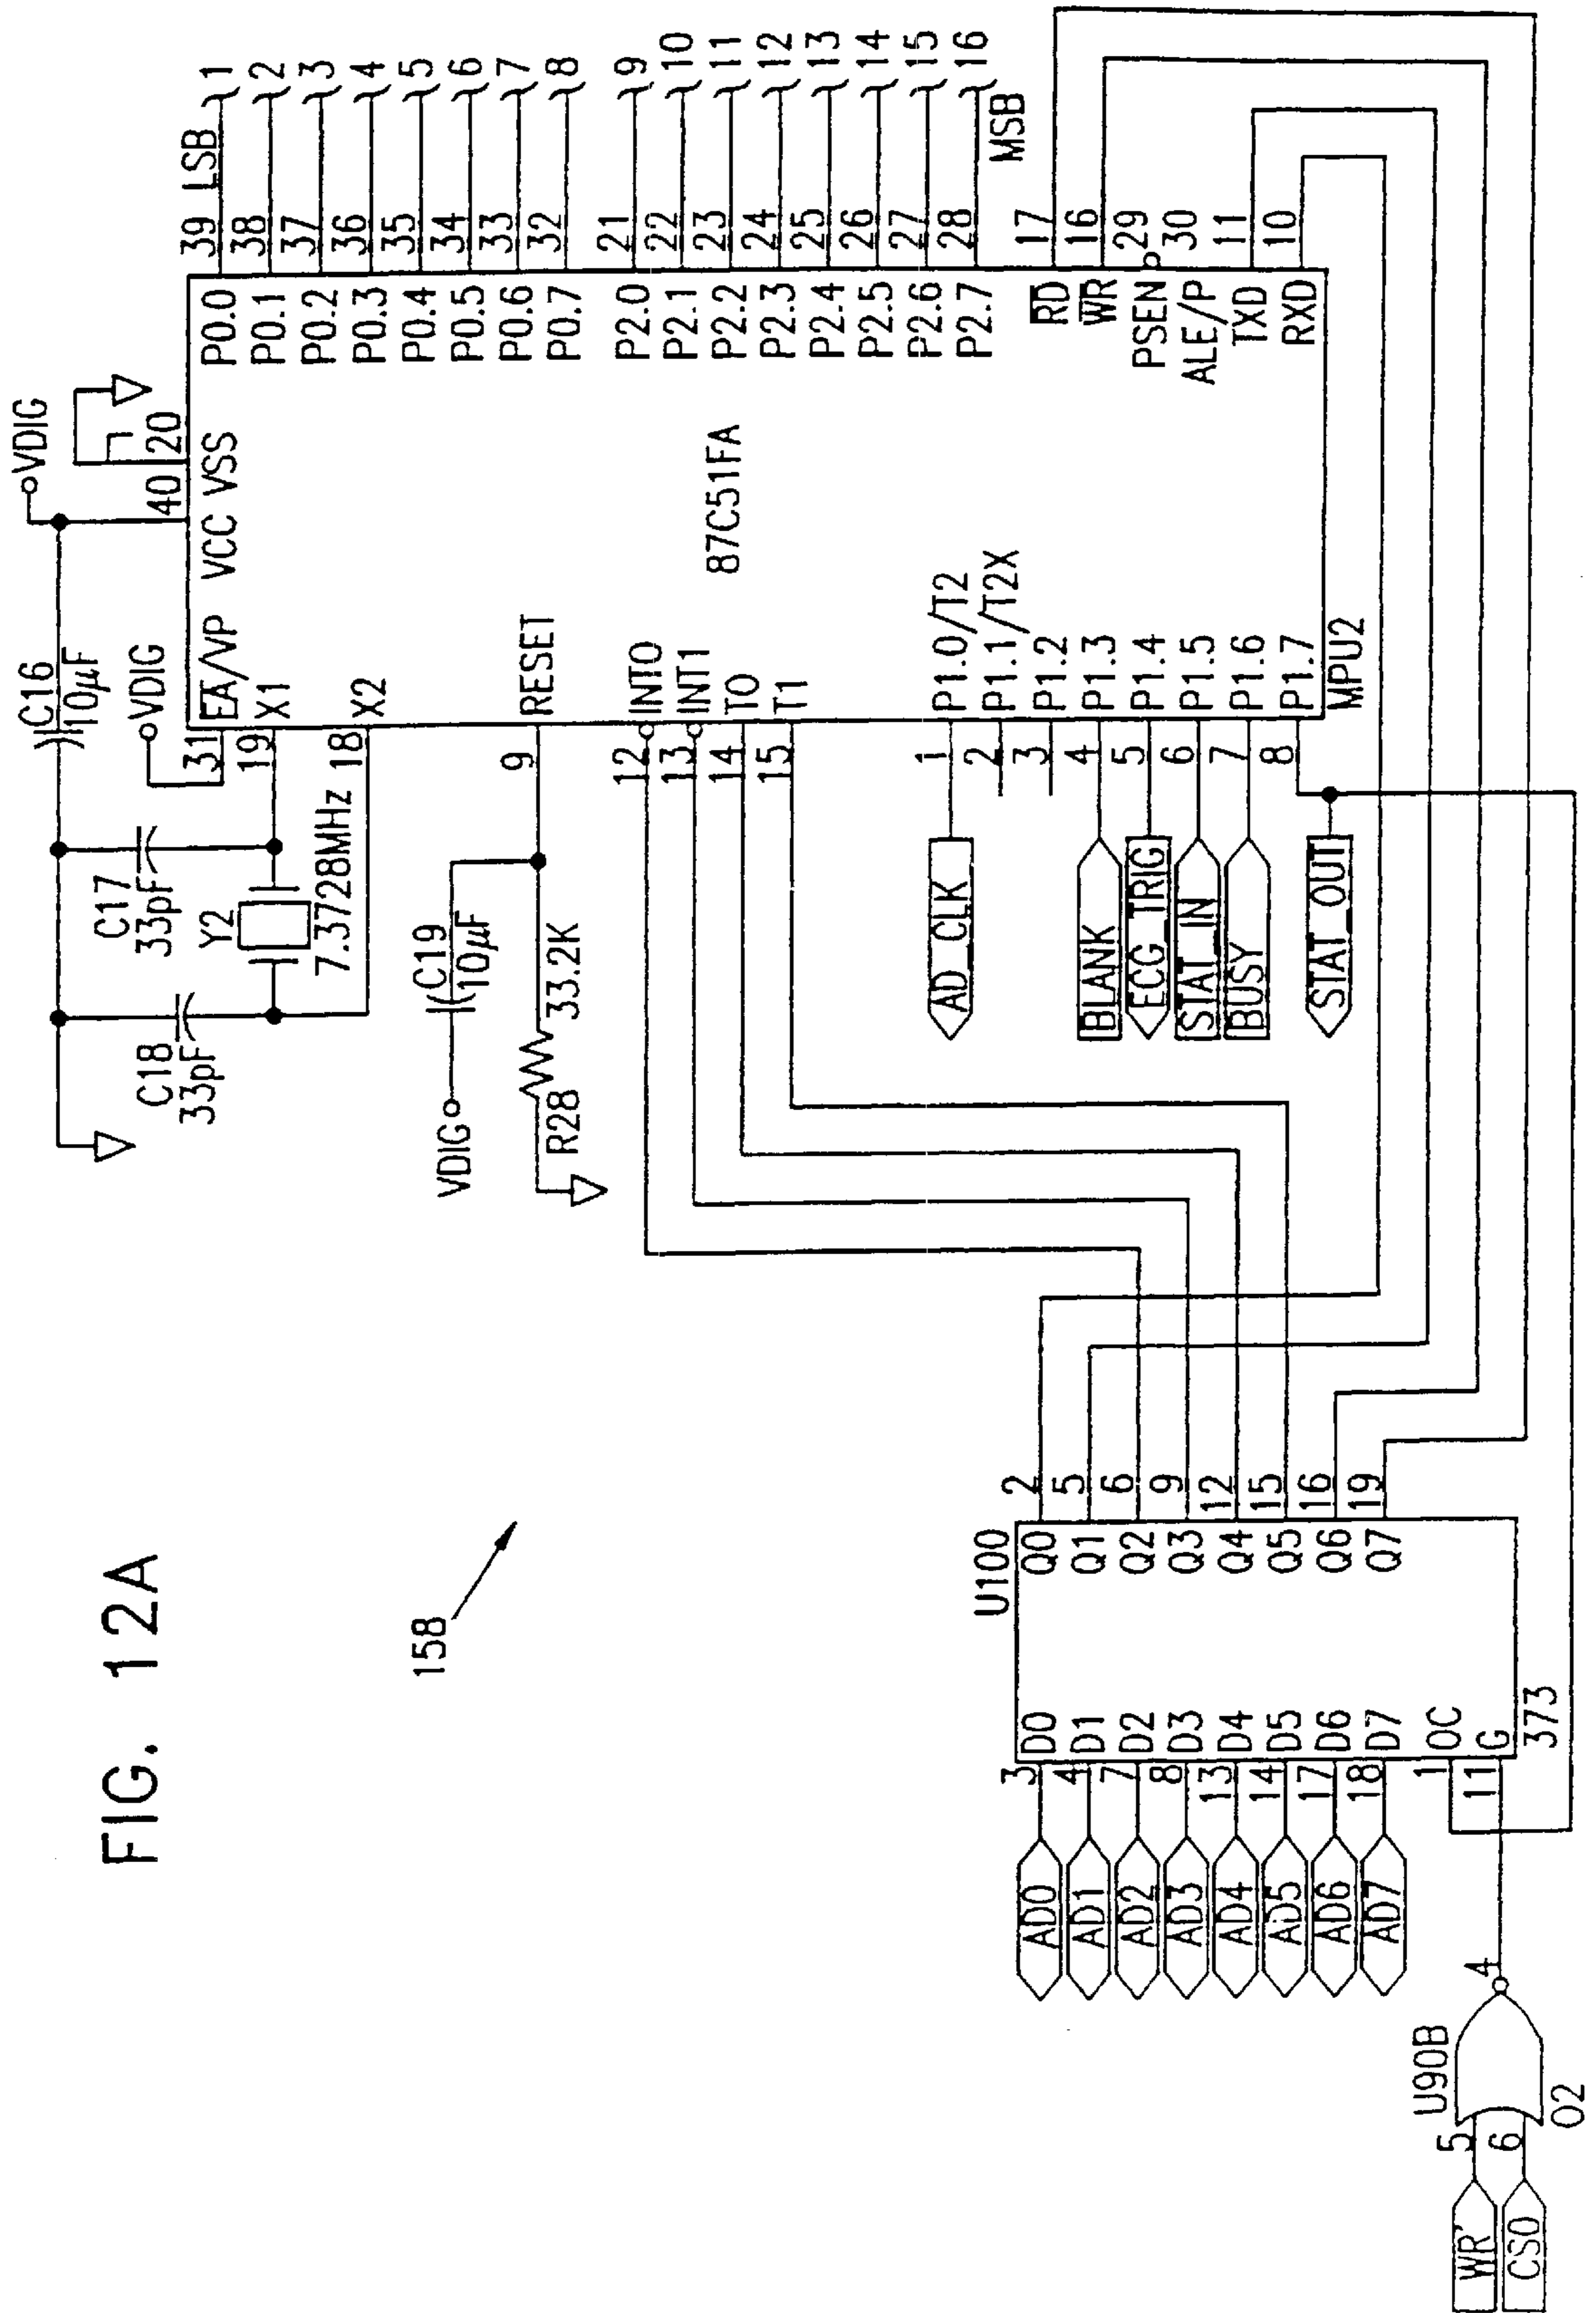 FIG. 12A
158
VDIG
C16
10µF
VDIG
C17
33pF
C18
33pF
Y2
7.3728MHz
C19
10µF
VDIG
R28
33.2K
40
20
VCC VSS
31
19
18
9
12
13
14
15
1
2
3
4
5
6
7
8
EA/VP
X1
X2
RESET
INT0
INT1
T0
T1
P1.0/T2
P1.1/T2X
P1.2
P1.3
P1.4
P1.5
P1.6
P1.7
87C51FA
MPU2
P0.0 39 LSB 1
P0.1 38 2
P0.2 37 3
P0.3 36 4
P0.4 35 5
P0.5 34 6
P0.6 33 7
P0.7 32 8
P2.0 21 9
P2.1 22 10
P2.2 23 11
P2.3 24 12
P2.4 25 13
P2.5 26 14
P2.6 27 15
P2.7 28 16
MSB
RD 17
WR 16
PSEN 29
ALE/P 30
TXD 11
RXD 10
AD_CLK
BLANK
ECG_TRIG
STAT_IN
BUSY
STAT_OUT
U100
AD0 3 D0 Q0 2
AD1 4 D1 Q1 5
AD2 7 D2 Q2 6
AD3 8 D3 Q3 9
AD4 13 D4 Q4 12
AD5 14 D5 Q5 15
AD6 17 D6 Q6 16
AD7 18 D7 Q7 19
1 OC
11 G
373
U90B
WR' 5
CS0 6
4
02